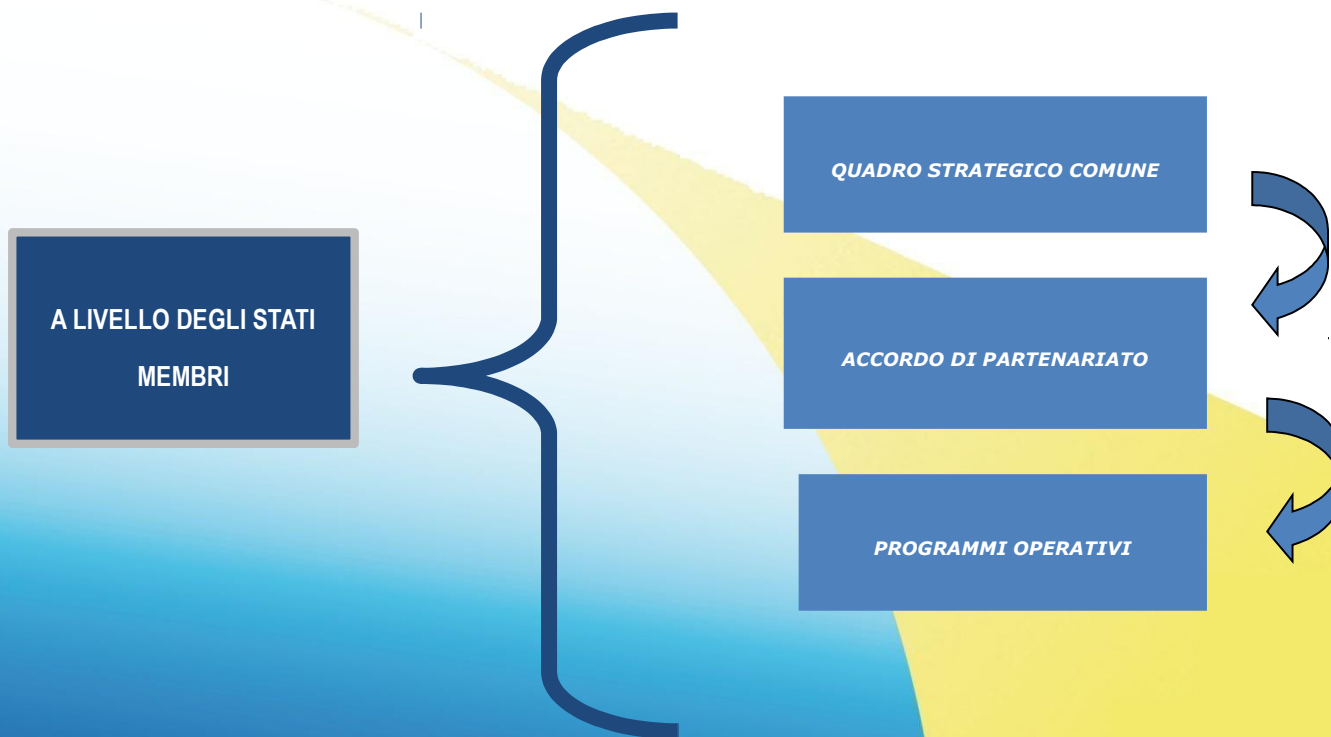 A LIVELLO DEGLI STATI
MEMBRI
QUADRO STRATEGICO COMUNE
ACCORDO DI PARTENARIATO
PROGRAMMI OPERATIVI